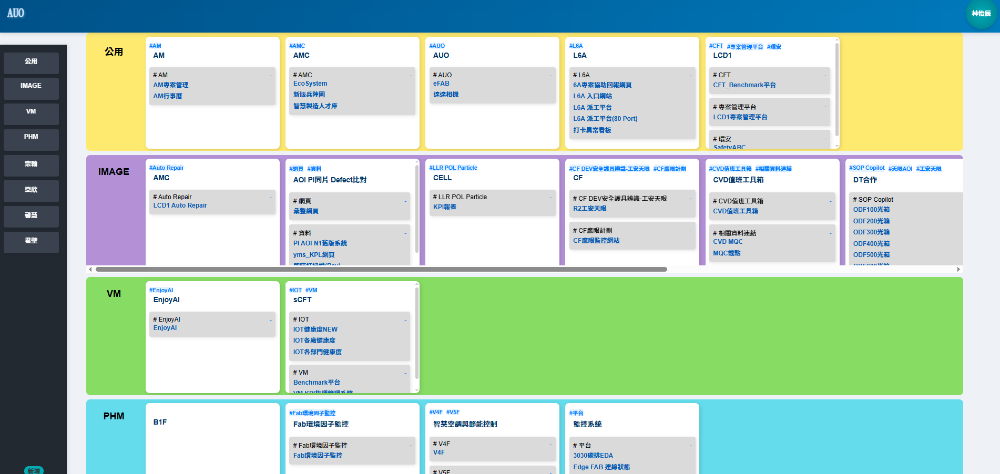 AUO
林怡辰
公用
IMAGE
VM
PHM
宗翰
亞欣
馨慧
君壁
新增
公用
#AM
AM
# AM
-
AM專案管理
AM行事曆
#AMC
AMC
# AMC
-
EcoSystem
新版兵陣圖
智慧製造人才庫
#AUO
AUO
# AUO
-
eFAB
達達相機
#L6A
L6A
# L6A
-
6A專案協助回報網頁
L6A 入口網站
L6A 派工平台
L6A 派工平台(80 Port)
打卡異常看板
#CFT #專案管理平台 #環安
LCD1
# CFT
-
CFT_Benchmark平台
# 專案管理平台
-
LCD1專案管理平台
# 環安
-
SafetyABC
IMAGE
#Auto Repair
AMC
# Auto Repair
-
LCD1 Auto Repair
#網頁 #資料
AOI PI同片 Defect比對
# 網頁
-
彙整網頁
# 資料
-
PI AOI N1舊版系統
yms_KPL網頁
#LLR POL Particle
CELL
# LLR POL Particle
-
KPI報表
#CF DEV安全護具辨識-工安天眼 #CF鷹眼計劃
CF
# CF DEV安全護具辨識-工安天眼
-
R2工安天眼
# CF鷹眼計劃
-
CF鷹眼監控網站
#CVD值班工具箱 #相關資料連結
CVD值班工具箱
# CVD值班工具箱
-
CVD值班工具箱
# 相關資料連結
-
CVD MQC
MQC載點
#SOP Copilot #天眼AOI #工安天眼
DT合作
# SOP Copilot
ODF100光箱
ODF200光箱
ODF300光箱
ODF400光箱
ODF500光箱
ODF600光箱
VM
#EnjoyAI
EnjoyAI
# EnjoyAI
-
EnjoyAI
#IOT #VM
sCFT
# IOT
-
IOT健康度NEW
IOT各廠健康度
IOT各部門健康度
# VM
-
Benchmark平台
VM KPI指標管理系統
PHM
B1F
#Fab環境因子監控
Fab環境因子監控
# Fab環境因子監控
-
Fab環境因子監控
#V4F #V5F
智慧空調與節能控制
# V4F
-
V4F
# V5F
-
#平台
監控系統
# 平台
-
3030碳排EDA
Edge FAB 連線狀態